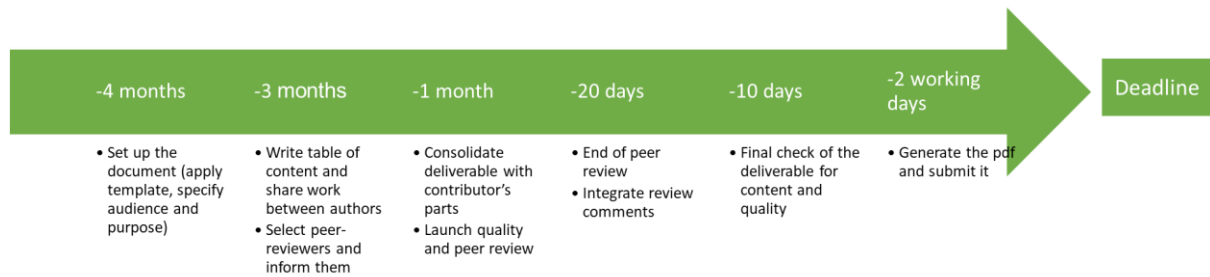 -4 months
-3 months
-1 month
-20 days
-10 days
-2 working
days
Deadline
• Set up the
document (apply
template, specify
audience and
purpose)
• Write table of
content and
share work
between authors
• Select peer-
reviewers and
inform them
• Consolidate
deliverable with
contributor's
parts
• Launch quality
and peer review
• End of peer
review
• Integrate review
comments
• Final check of the
deliverable for
content and
quality
• Generate the pdf
and submit it